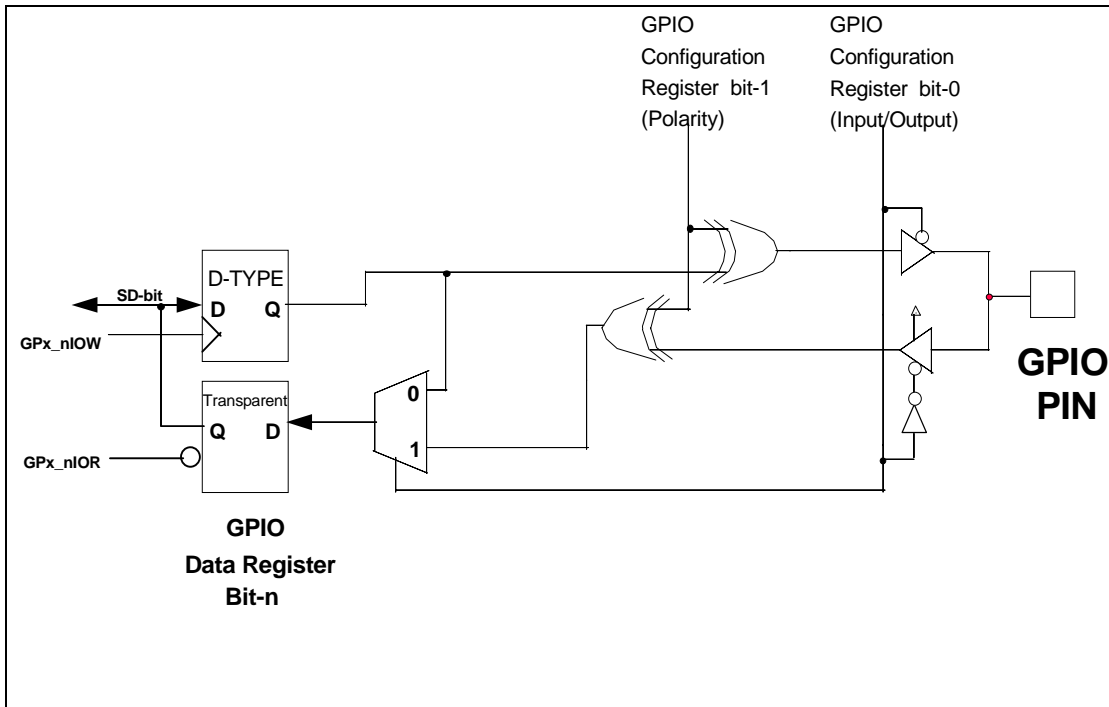 GPIO
Configuration
Register bit-1
(Polarity)
GPIO
Configuration
Register bit-0
(Input/Output)
D-TYPE
SD-bit
D
Q
GPx_nIOW
Transparent
Q
D
GPx_nIOR
0
1
GPIO
PIN
GPIO
Data Register
Bit-n